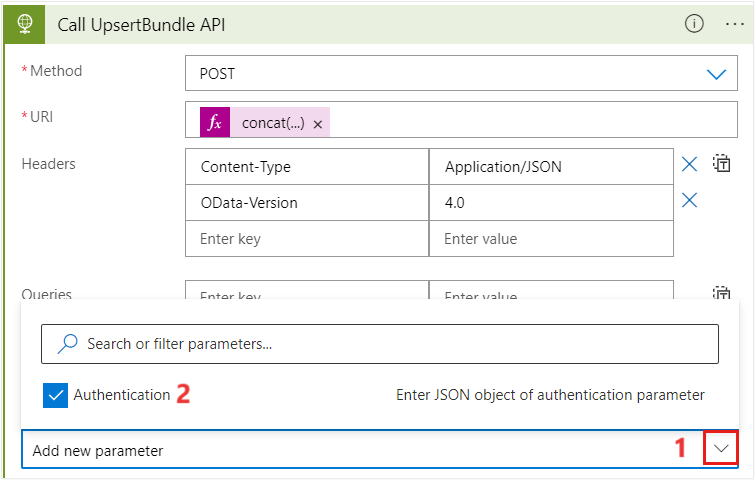 Call UpsertBundle API
* Method
POST
* URI
fx concat(...) ×
Headers
Content-Type
Application/JSON
OData-Version
4.0
Enter key
Enter value
Queries
Enter key
Enter value
Search or filter parameters...
Authentication 2
Enter JSON object of authentication parameter
Add new parameter
1